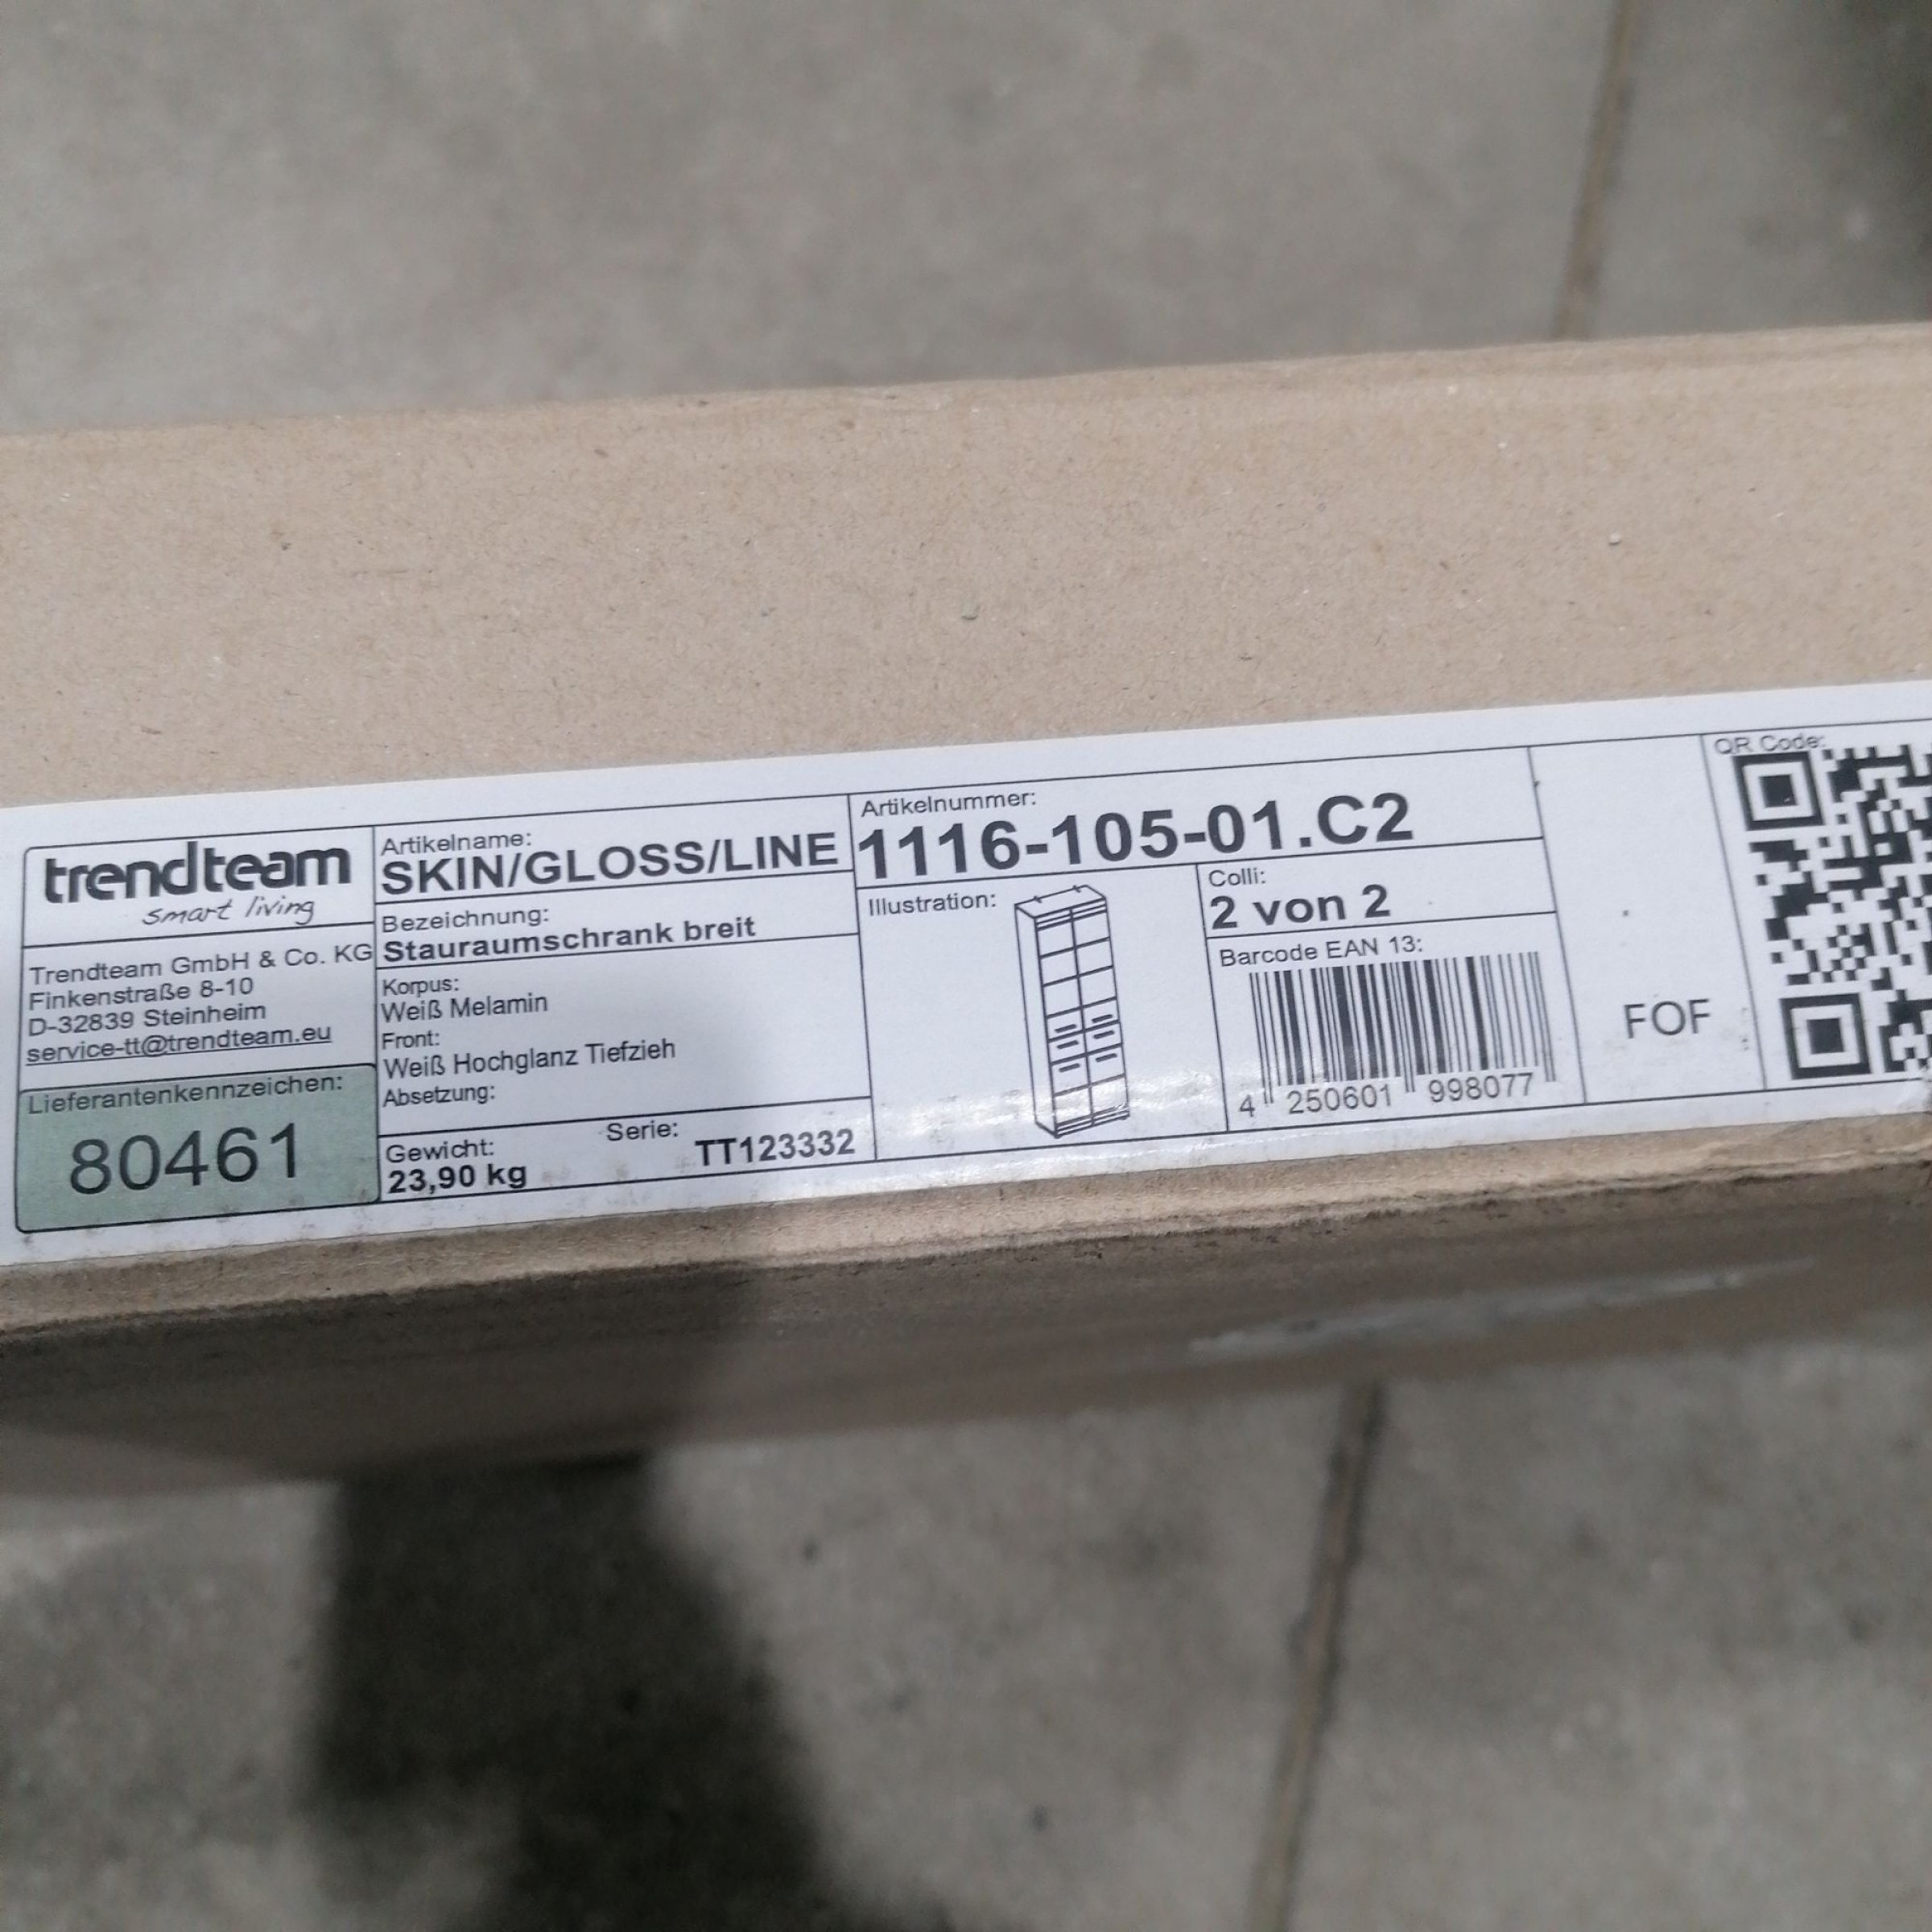 trendteam
smart living
Trendteam GmbH & Co. KG
Finkenstraße 8-10
D-32839 Steinheim
service-tt@trendteam.eu
Lieferantenkennzeichen:
80461
Artikelname:
SKIN/GLOSS/LINE
Bezeichnung:
Stauraumschrank breit
Korpus:
Weiß Melamin
Front:
Weiß Hochglanz Tiefzieh
Absetzung:
Gewicht:
23,90 kg
Serie:
TT123332
Artikelnummer:
1116-105-01.C2
Illustration:
Colli:
2 von 2
Barcode EAN 13:
4 250601 998077
FOF
QR Code: